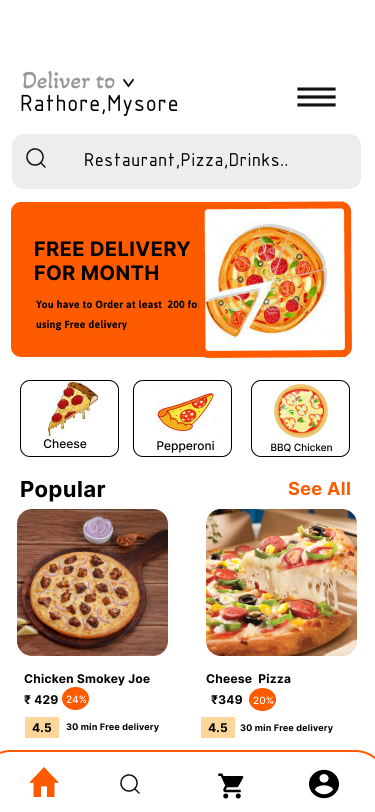 Deliver to
Rathore,Mysore
Restaurant,Pizza,Drinks..
FREE DELIVERY
FOR MONTH
You have to Order at least 200 fo
using Free delivery
Cheese
Pepperoni
BBQ Chicken
Popular
See All
Chicken Smokey Joe
₹ 429 24%
4.5 30 min Free delivery
Cheese Pizza
₹349 20%
4.5 30 min Free delivery